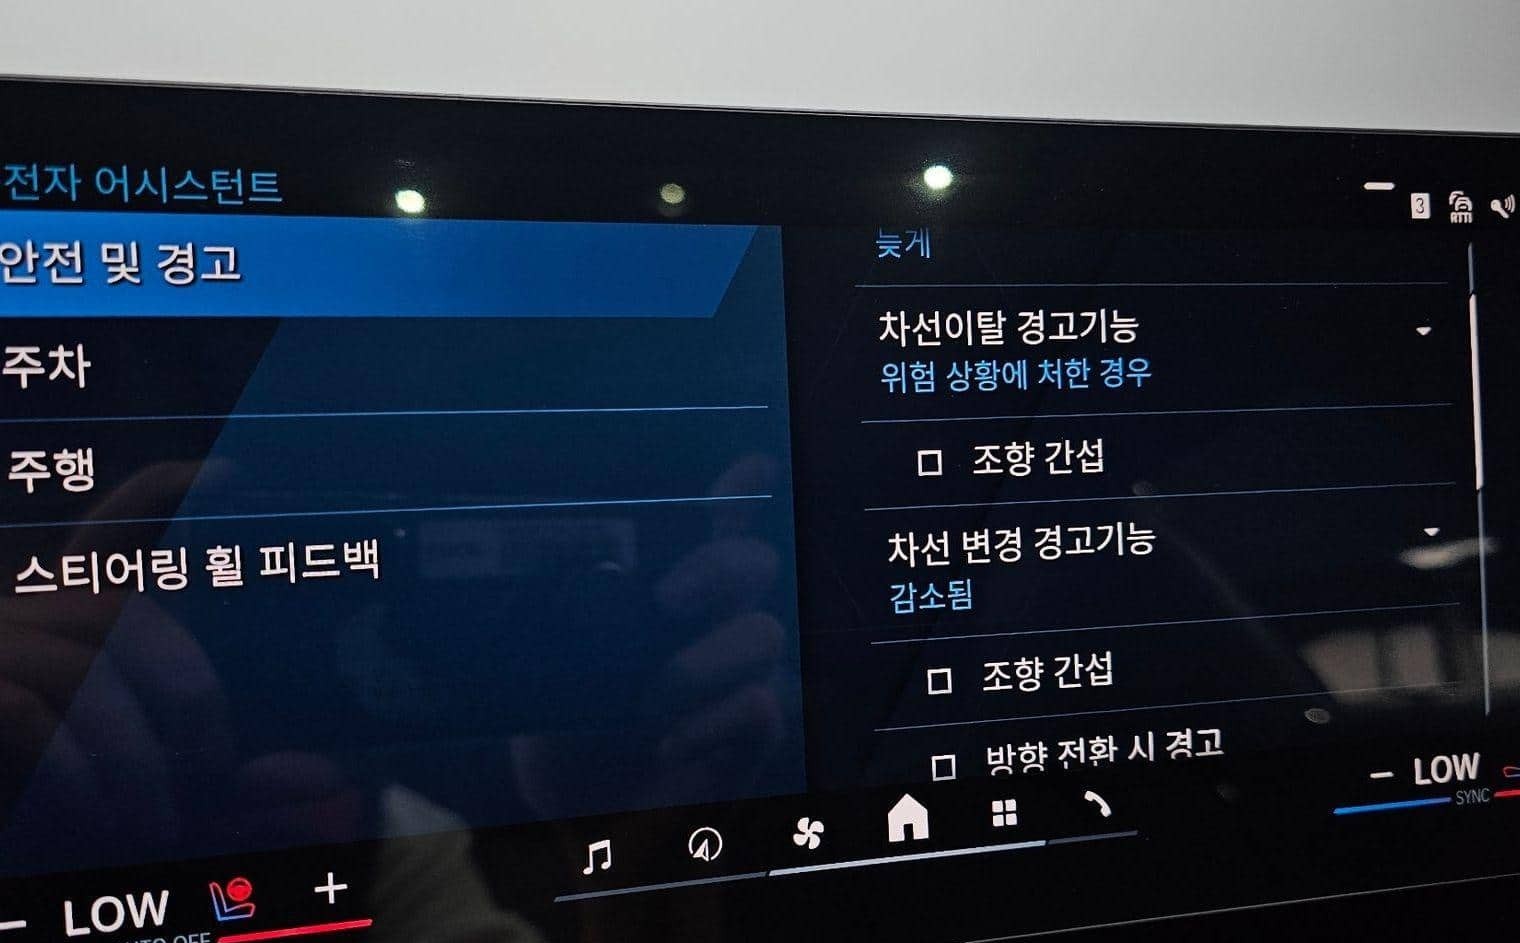 전자 어시스턴트
안전 및 경고
주차
주행
스티어링 휠 피드백
3
RTTI
늦게
차선이탈 경고기능
위험 상황에 처한 경우
조향 간섭
차선 변경 경고기능
감소됨
조향 간섭
방향 전환 시 경고
LOW
SYNC
LOW
OFF